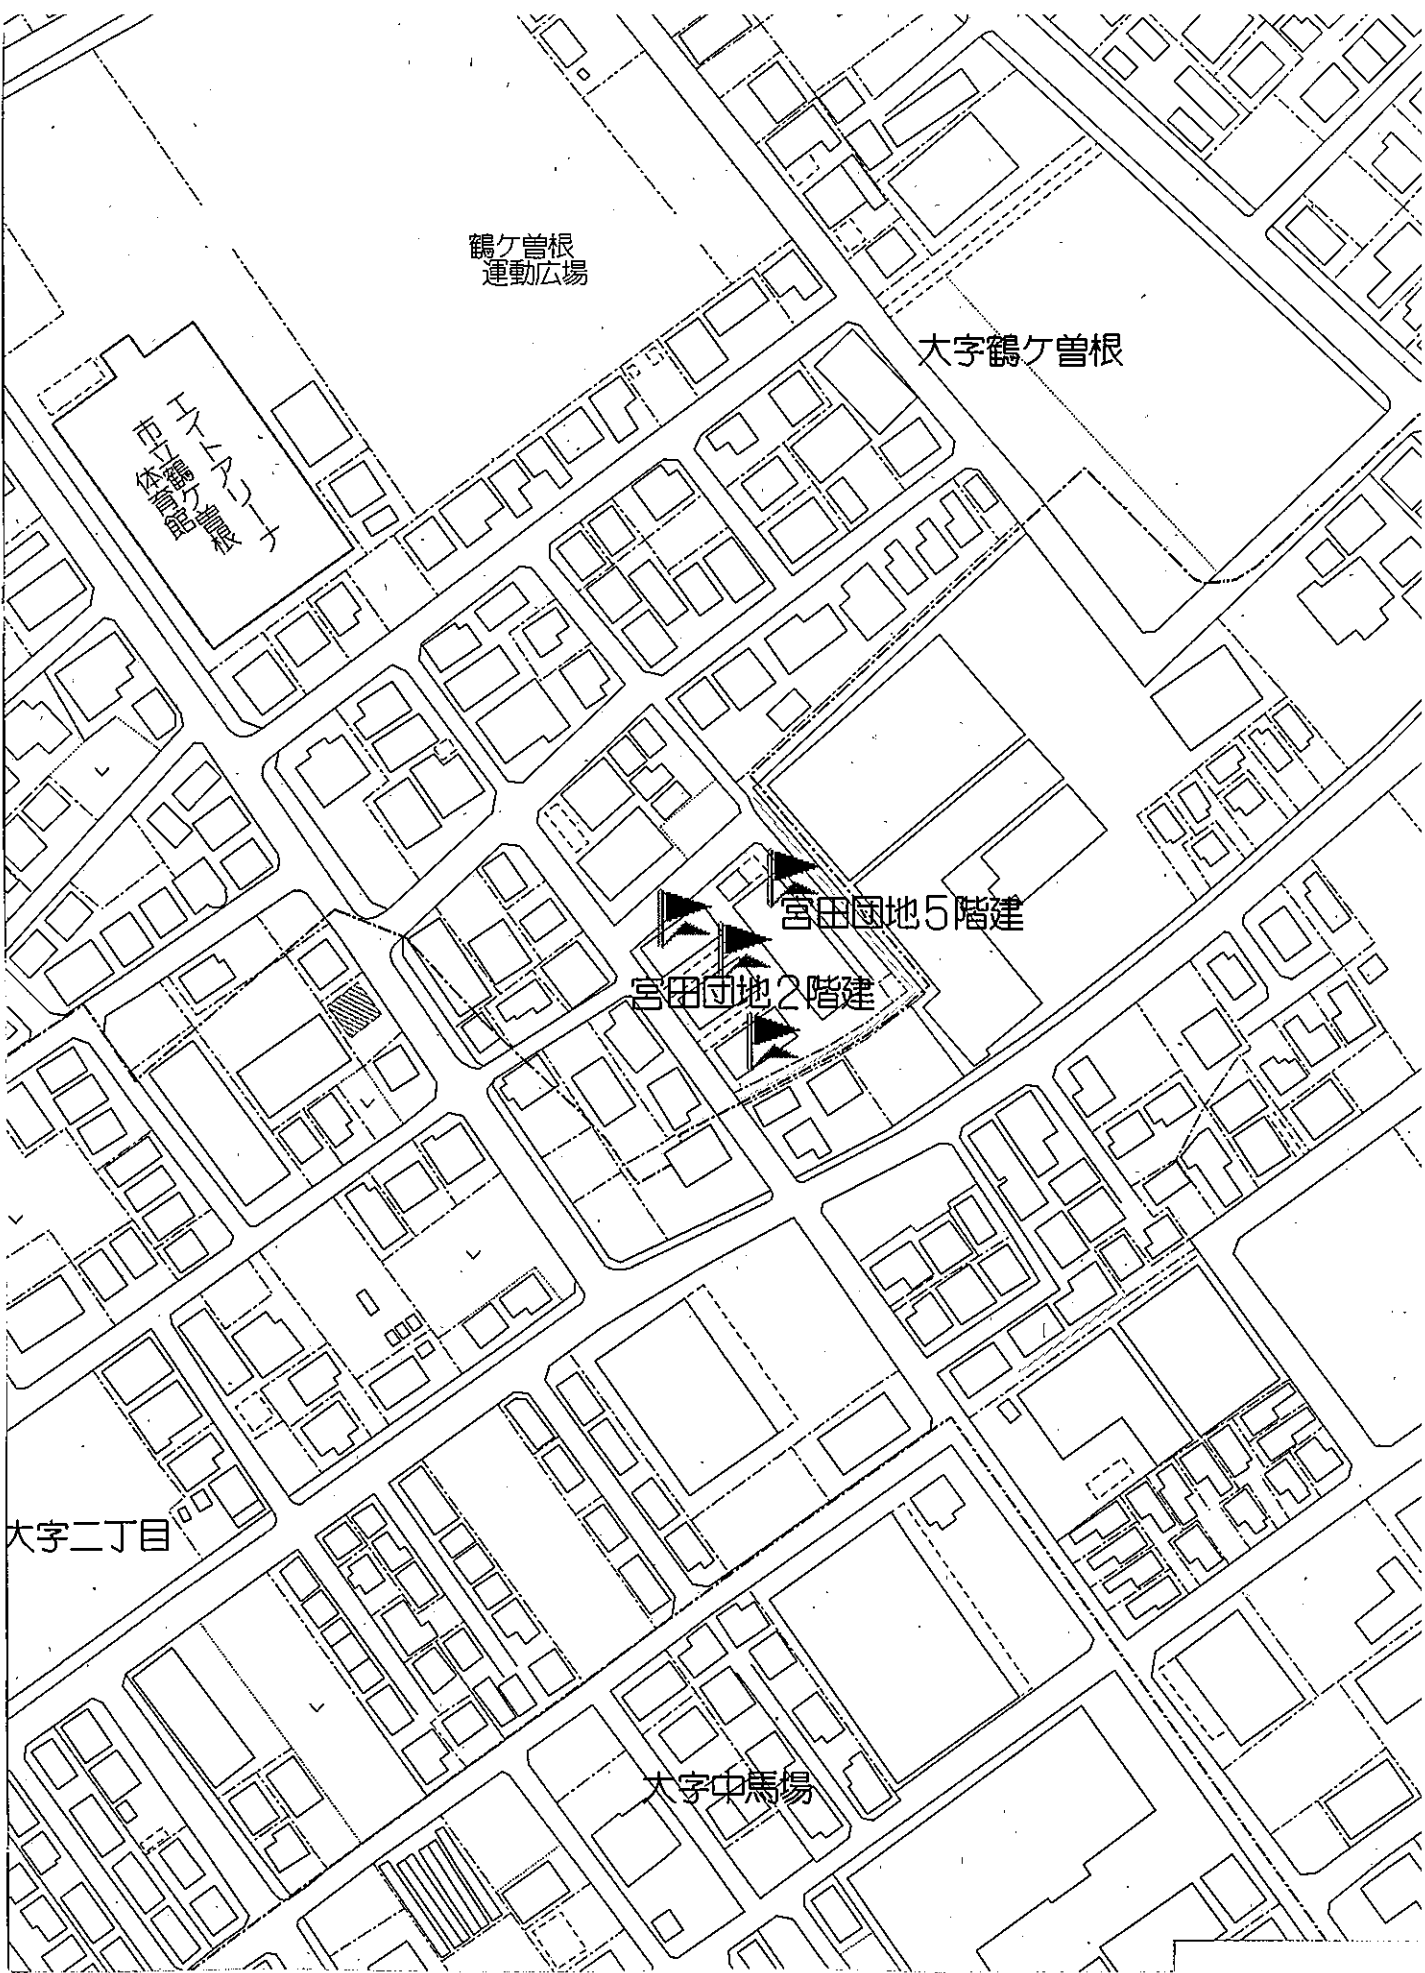 鶴ケ曽根
運動広場
大字鶴ケ曽根
エイトアリーナ
市立鶴ケ曽根
体育館
宮田団地5階建
宮田団地2階建
大字二丁目
大字中馬場